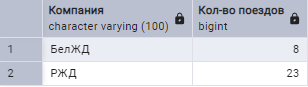 Компания Кол-во поездов
character varying (100) bigint
1 БелЖД 8
2 РЖД 23